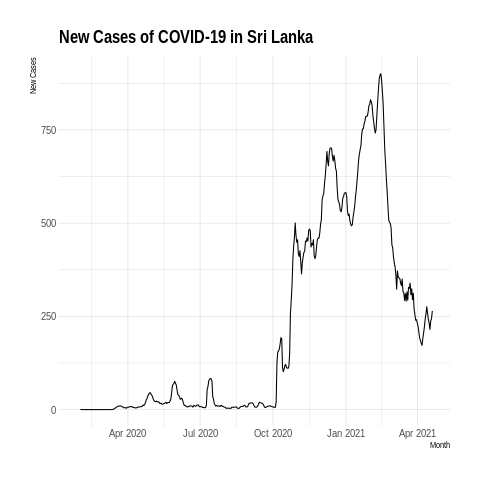 New Cases of COVID-19 in Sri Lanka
New Cases
750
500
250
0
Apr 2020 Jul 2020 Oct 2020 Jan 2021 Apr 2021
Month